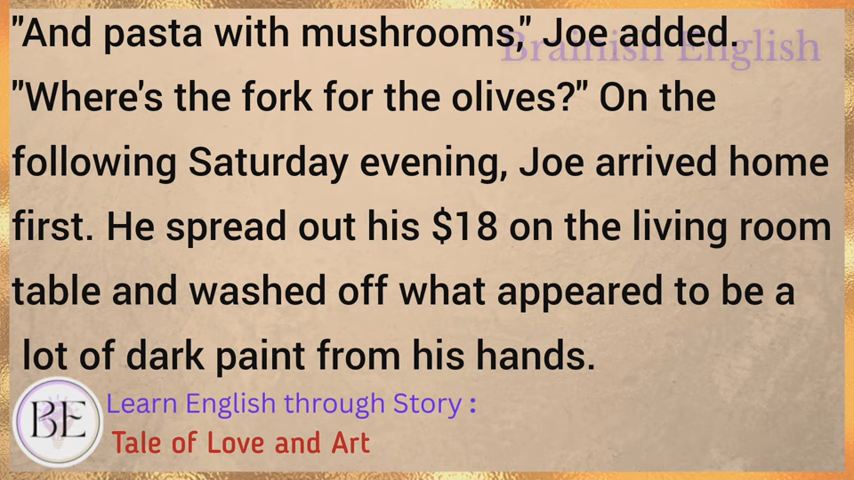 "And pasta with mushrooms," Joe added.
Brainish English
"Where's the fork for the olives?" On the
following Saturday evening, Joe arrived home
first. He spread out his $18 on the living room
table and washed off what appeared to be a
lot of dark paint from his hands.
BE
Learn English through Story :
Tale of Love and Art